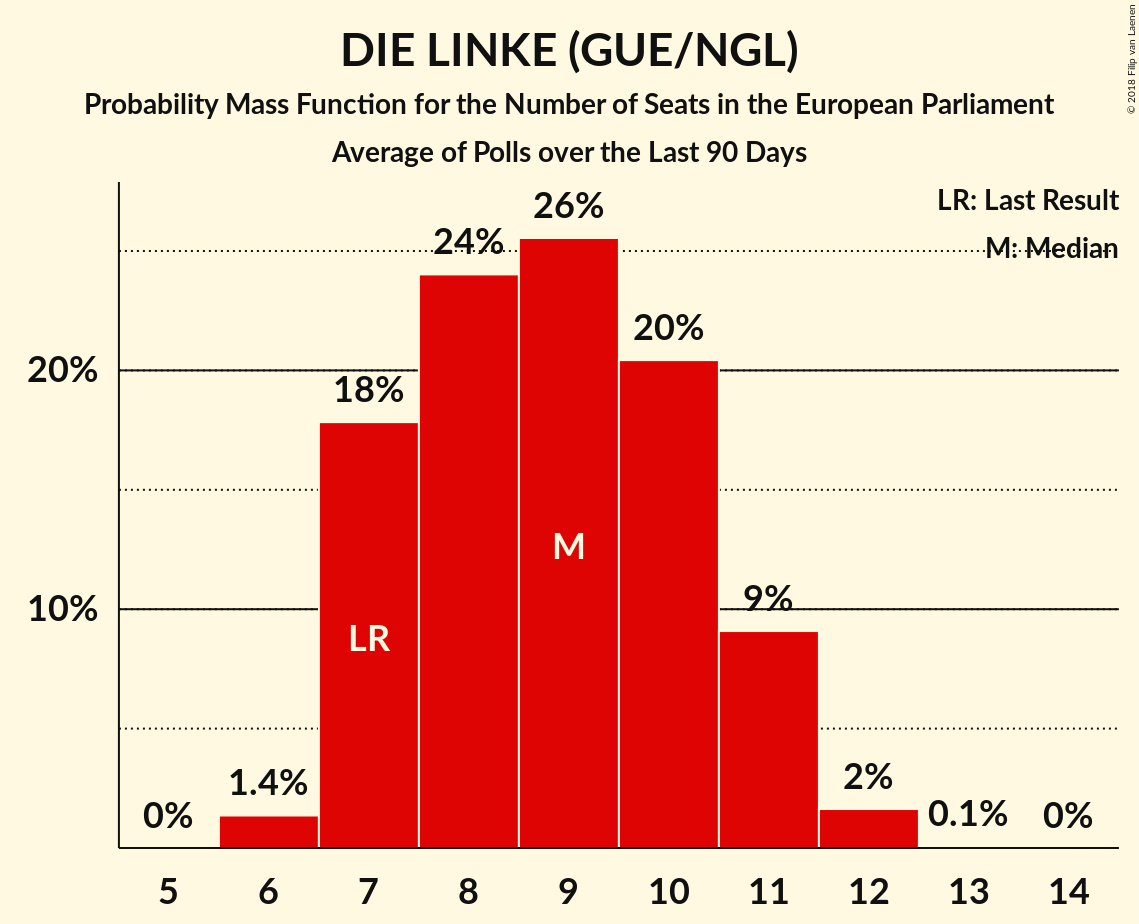 DIE LINKE (GUE/NGL)
Probability Mass Function for the Number of Seats in the European Parliament
Average of Polls over the Last 90 Days
© 2018 Filip van Laenen
LR: Last Result
M: Median
26%
24%
20%
18%
9%
2%
1.4%
0%
0.1%
0%
20%
10%
LR
M
5 6 7 8 9 10 11 12 13 14